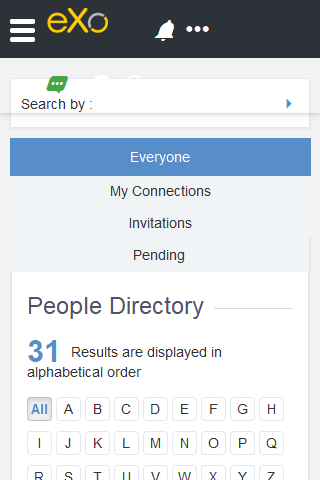 eXo
Search by :
Everyone
My Connections
Invitations
Pending
People Directory
31 Results are displayed in
alphabetical order
All A B C D E F G H
I J K L M N O P Q
R S T U V W X Y Z